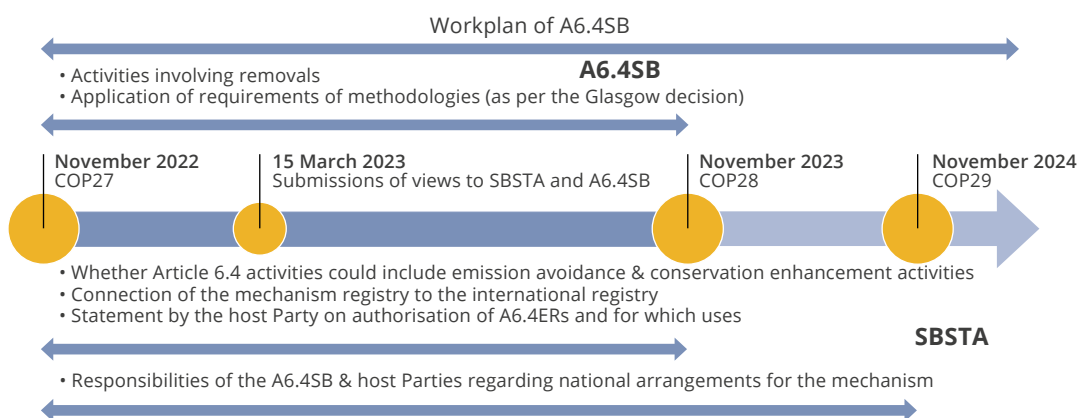 Workplan of A6.4SB
A6.4SB
• Activities involving removals
• Application of requirements of methodologies (as per the Glasgow decision)
November 2022
COP27
15 March 2023
Submissions of views to SBSTA and A6.4SB
November 2023
COP28
November 2024
COP29
• Whether Article 6.4 activities could include emission avoidance & conservation enhancement activities
• Connection of the mechanism registry to the international registry
• Statement by the host Party on authorisation of A6.4ERs and for which uses
SBSTA
• Responsibilities of the A6.4SB & host Parties regarding national arrangements for the mechanism